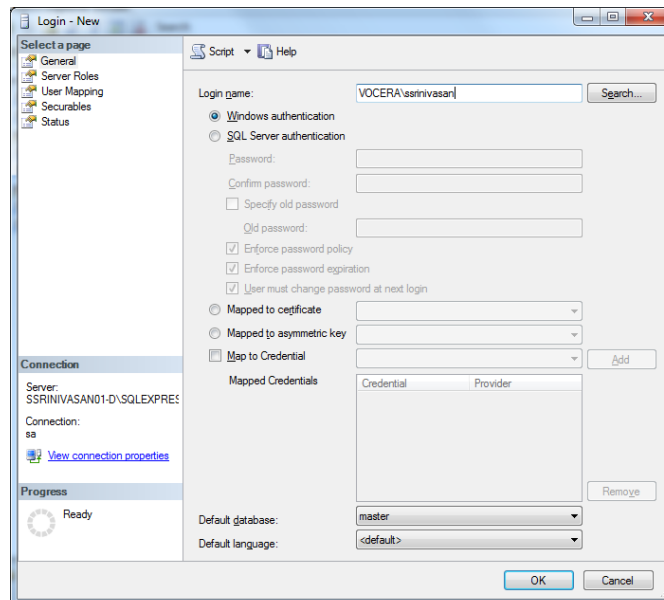 Login - New
Select a page
General
Server Roles
User Mapping
Securables
Status
Script Help
Login name: VOCERA\ssrinivasan Search...
Windows authentication
SQL Server authentication
Password:
Confirm password:
Specify old password
Old password:
Enforce password policy
Enforce password expiration
User must change password at next login
Mapped to certificate
Mapped to asymmetric key
Map to Credential Add
Mapped Credentials Credential Provider
Remove
Default database: master
Default language: <default>
Connection
Server:
SSRINIVASAN01-D\SQLEXPRES
Connection:
sa
View connection properties
Progress
Ready
OK Cancel